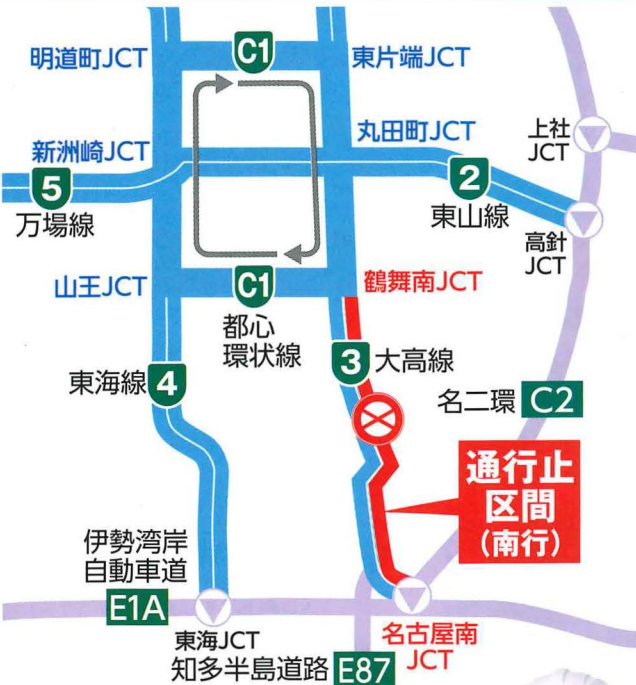 明道町JCT
C1
東片端JCT
丸田町JCT
上社
JCT
新洲崎JCT
5
万場線
2
東山線
高針
JCT
山王JCT
C1
鶴舞南JCT
都心
環状線
3
大高線
東海線
4
名二環
C2
通行止
区間
(南行)
伊勢湾岸
自動車道
E1A
東海JCT
名古屋南
JCT
知多半島道路
E87